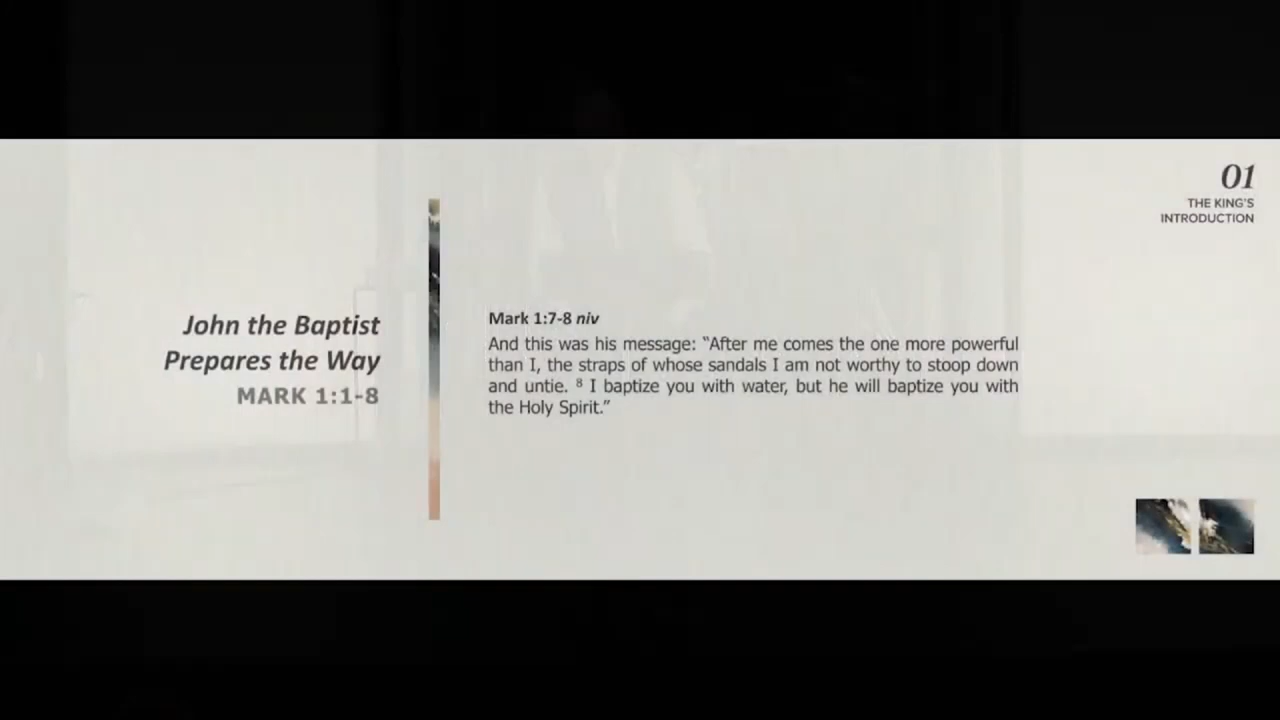 01
THE KING'S
INTRODUCTION
John the Baptist
Prepares the Way
MARK 1:1-8
Mark 1:7-8 niv
And this was his message: “After me comes the one more powerful
than I, the straps of whose sandals I am not worthy to stoop down
and untie. ⁸ I baptize you with water, but he will baptize you with
the Holy Spirit.”